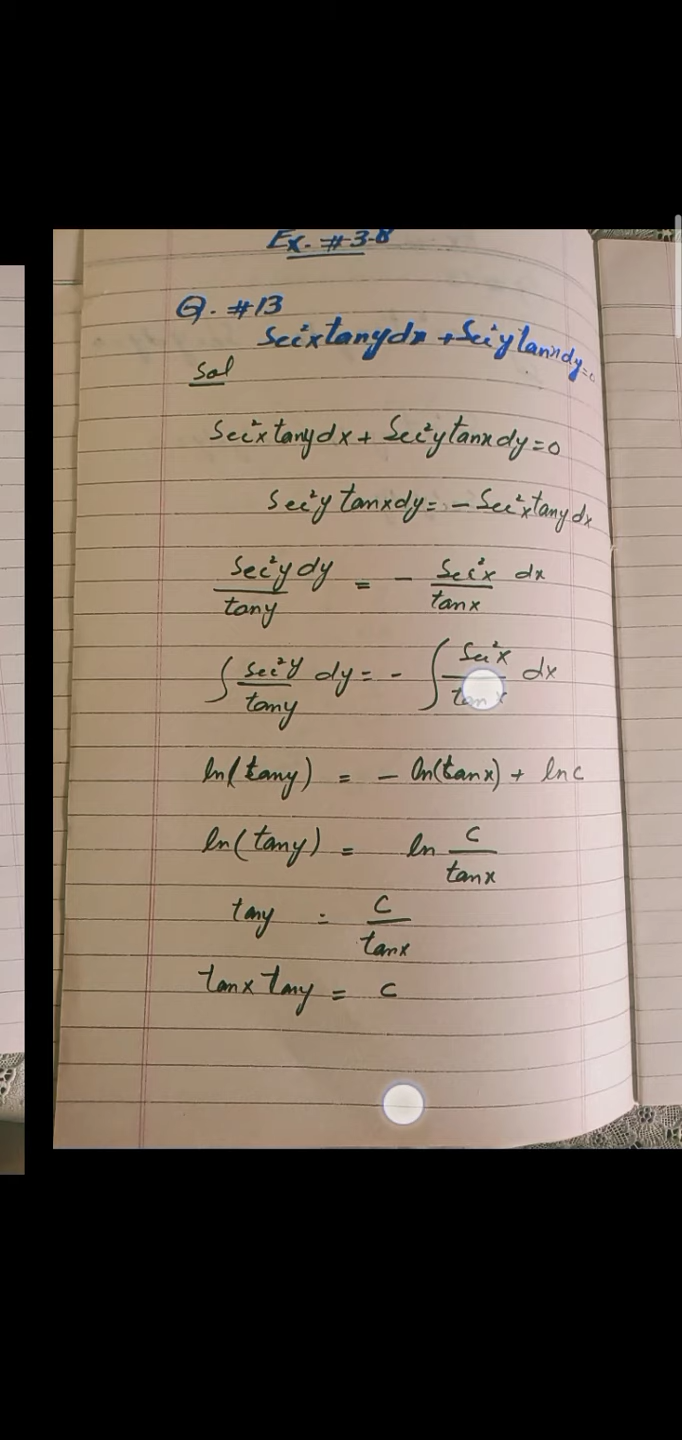 Ex. #3.8
Q. #13
Sec²x tany dx + Sec²y tanx dy = 0
Sol
Sec²x tany dx + Sec²y tanx dy = 0
Sec²y tanx dy = - Sec²x tany dx
Sec²y dy / tany = - Sec²x / tanx dx
∫ Sec²y / tany dy = - ∫ Sec²x / tanx dx
ln(tany) = - ln(tanx) + ln c
ln(tany) = ln c / tanx
tany = c / tanx
tanx tany = c